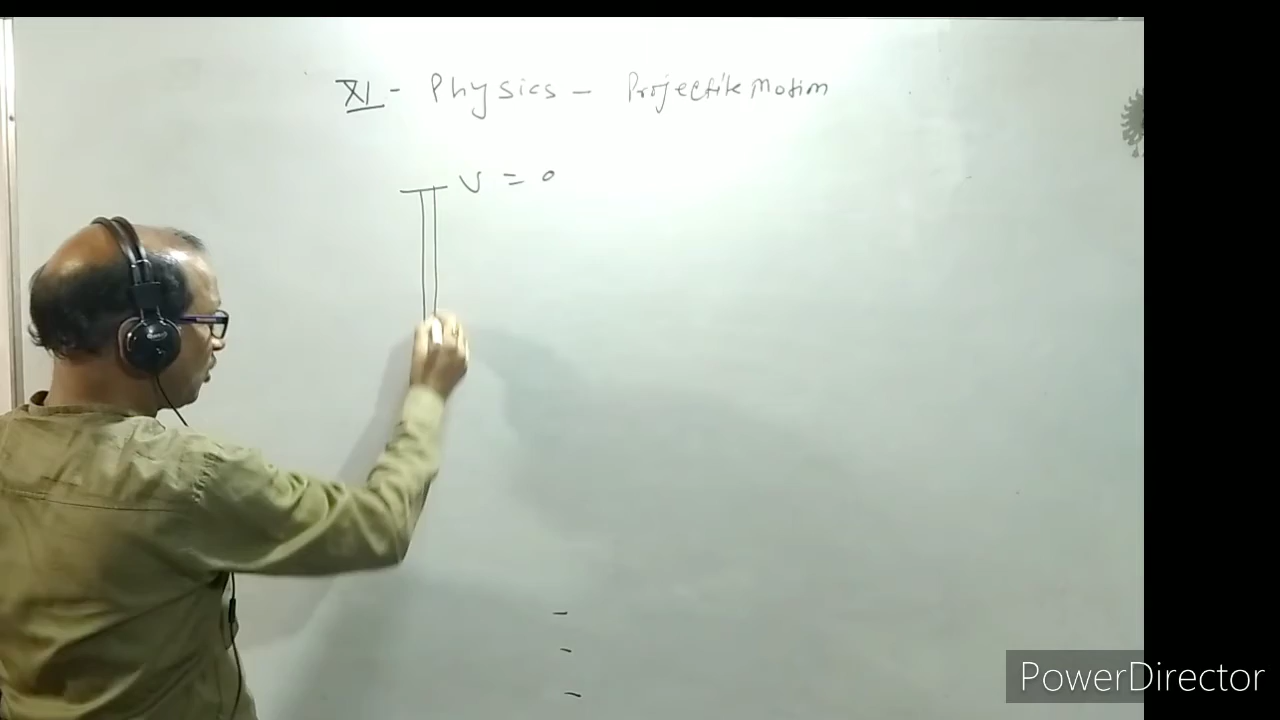 XI - Physics - Projectile Motion
V = 0
PowerDirector